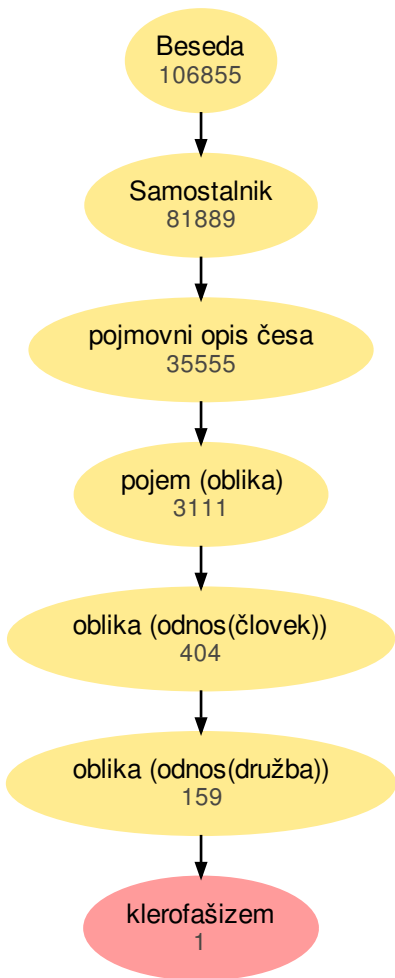 Beseda
106855
Samostalnik
81889
pojmovni opis česa
35555
pojem (oblika)
3111
oblika (odnos(človek))
404
oblika (odnos(družba))
159
klerofašizem
1